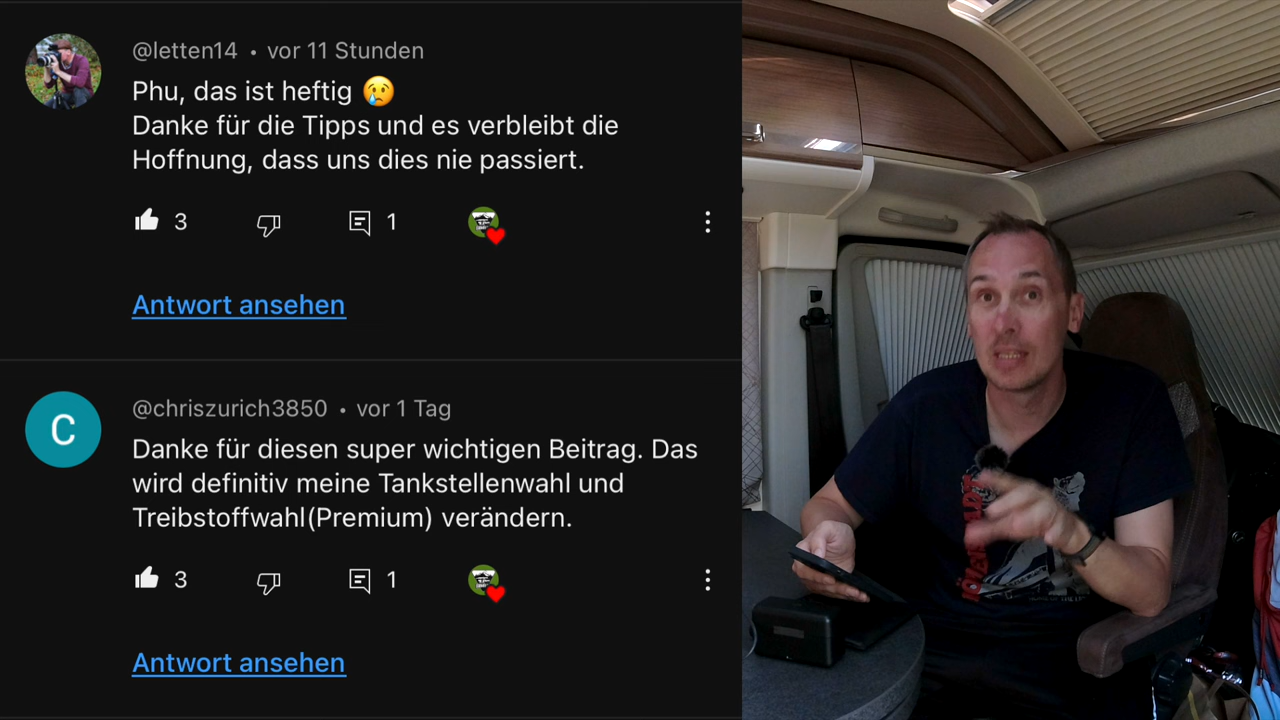 @letten14 • vor 11 Stunden
Phu, das ist heftig 😢
Danke für die Tipps und es verbleibt die
Hoffnung, dass uns dies nie passiert.
3
1
Antwort ansehen
C
@chriszurich3850 • vor 1 Tag
Danke für diesen super wichtigen Beitrag. Das
wird definitiv meine Tankstellenwahl und
Treibstoffwahl(Premium) verändern.
3
1
Antwort ansehen